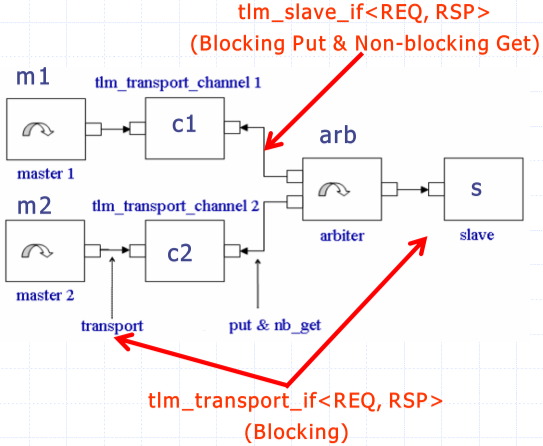 tlm_slave_if<REQ, RSP>
(Blocking Put & Non-blocking Get)
m1
tlm_transport_channel 1
c1
arb
master 1
m2
tlm_transport_channel 2
s
c2
arbiter
slave
master 2
transport
put & nb_get
tlm_transport_if<REQ, RSP>
(Blocking)